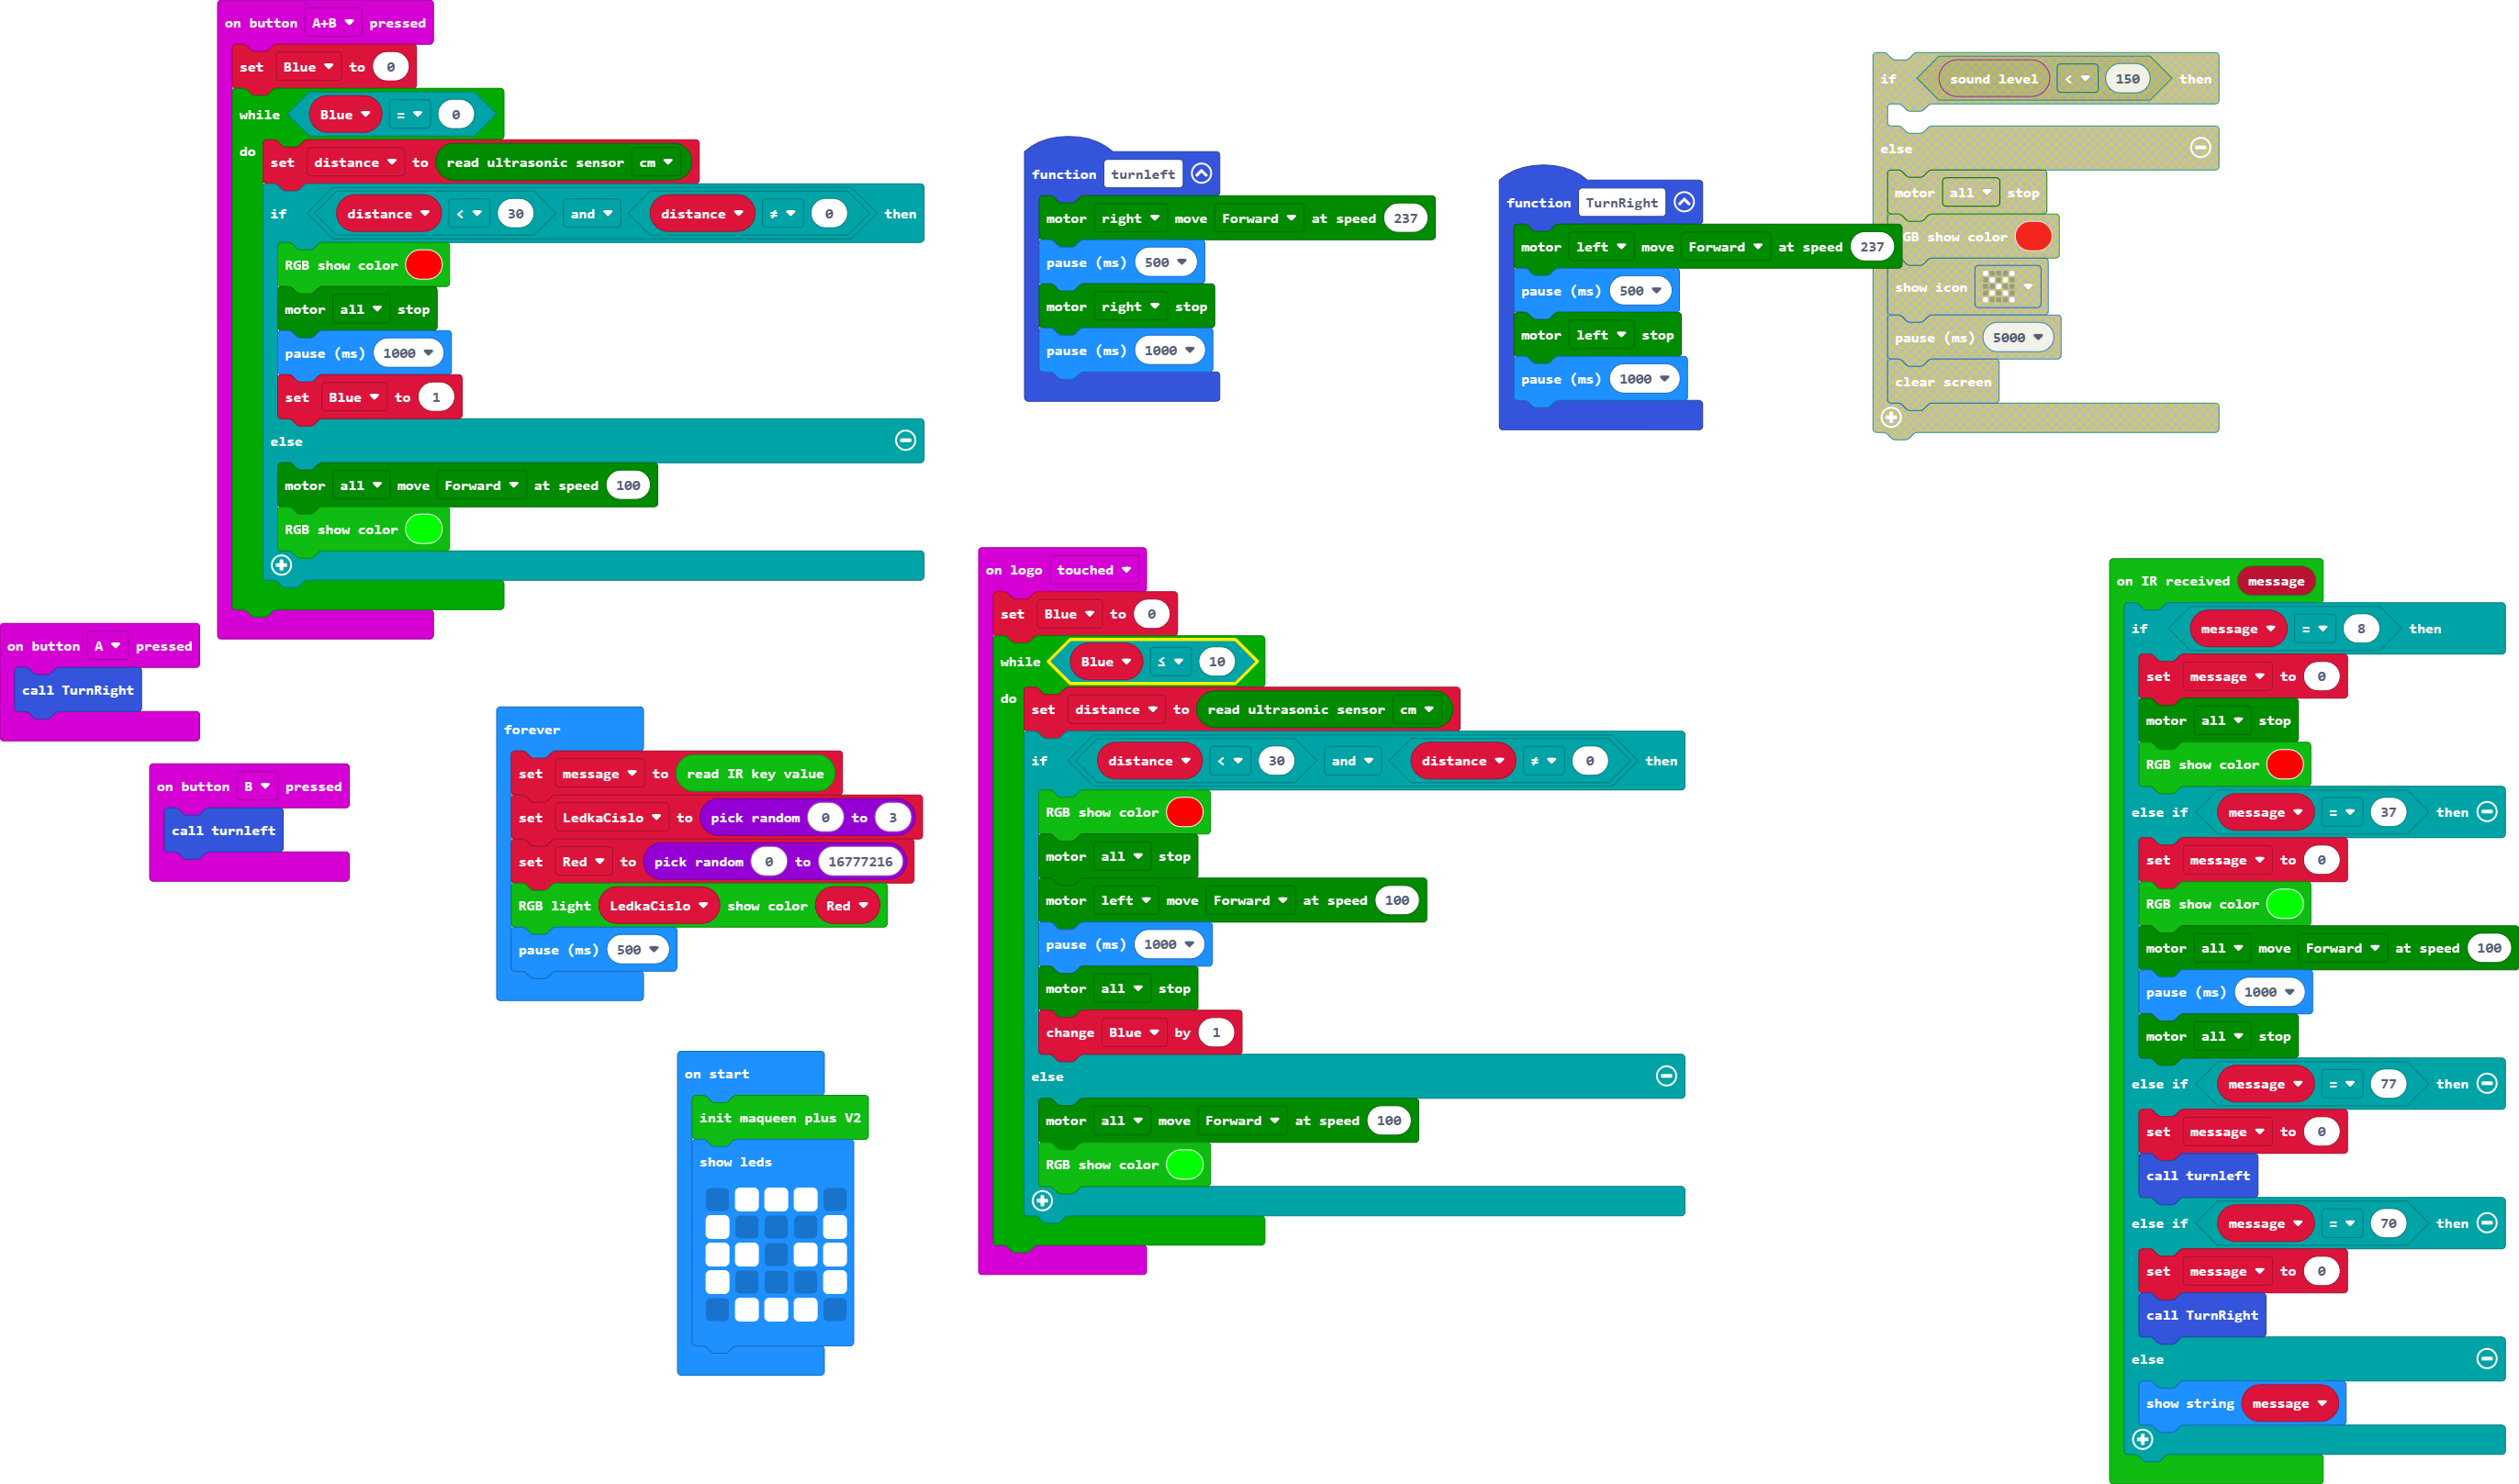 on button A+B pressed
set Blue to 0
while Blue = 0
do
set distance to read ultrasonic sensor cm
if distance < 30 and distance ≠ 0 then
RGB show color
motor all stop
pause (ms) 1000
set Blue to 1
else
motor all move Forward at speed 100
RGB show color
function turnleft
motor right move Forward at speed 237
pause (ms) 500
motor right stop
pause (ms) 1000
function TurnRight
motor left move Forward at speed 237
pause (ms) 500
motor left stop
pause (ms) 1000
if sound level < 150 then
else
motor all stop
GB show color
show icon
pause (ms) 5000
clear screen
on button A pressed
call TurnRight
on button B pressed
call turnleft
forever
set message to read IR key value
set LedkaCislo to pick random 0 to 3
set Red to pick random 0 to 16777216
RGB light LedkaCislo show color Red
pause (ms) 500
on start
init maqueen plus V2
show leds
on logo touched
set Blue to 0
while Blue ≤ 10
do
set distance to read ultrasonic sensor cm
if distance < 30 and distance ≠ 0 then
RGB show color
motor all stop
motor left move Forward at speed 100
pause (ms) 1000
motor all stop
change Blue by 1
else
motor all move Forward at speed 100
RGB show color
on IR received message
if message = 8 then
set message to 0
motor all stop
RGB show color
else if message = 37 then
set message to 0
RGB show color
motor all move Forward at speed 100
pause (ms) 1000
motor all stop
else if message = 77 then
set message to 0
call turnleft
else if message = 70 then
set message to 0
call TurnRight
else
show string message